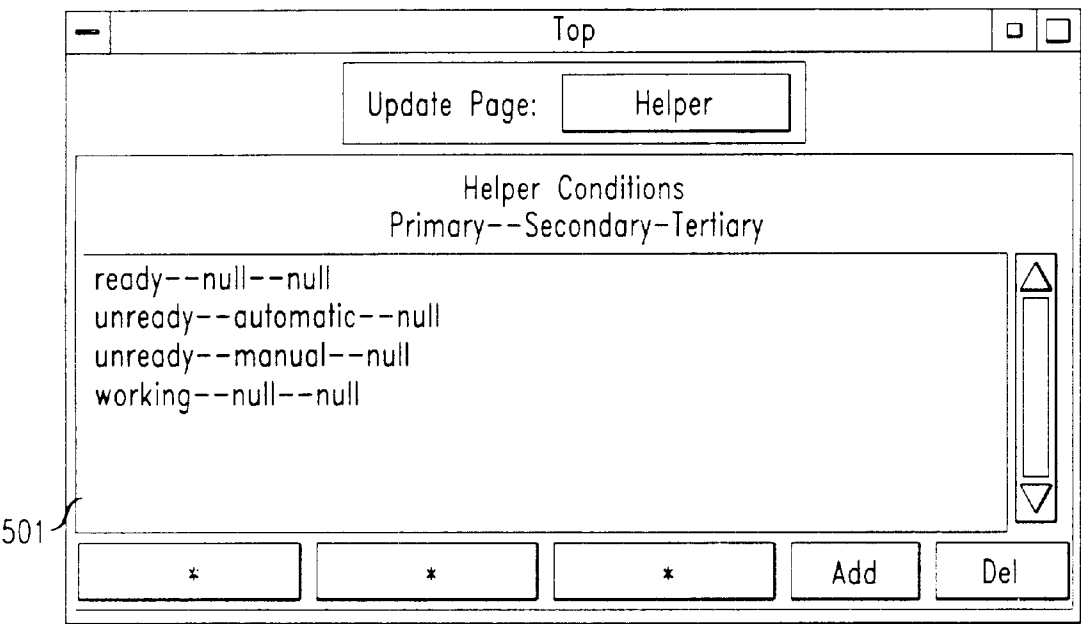 Top
Update Page: Helper
Helper Conditions
Primary--Secondary-Tertiary
ready--null--null
unready--automatic--null
unready--manual--null
working--null--null
501
* * * Add Del